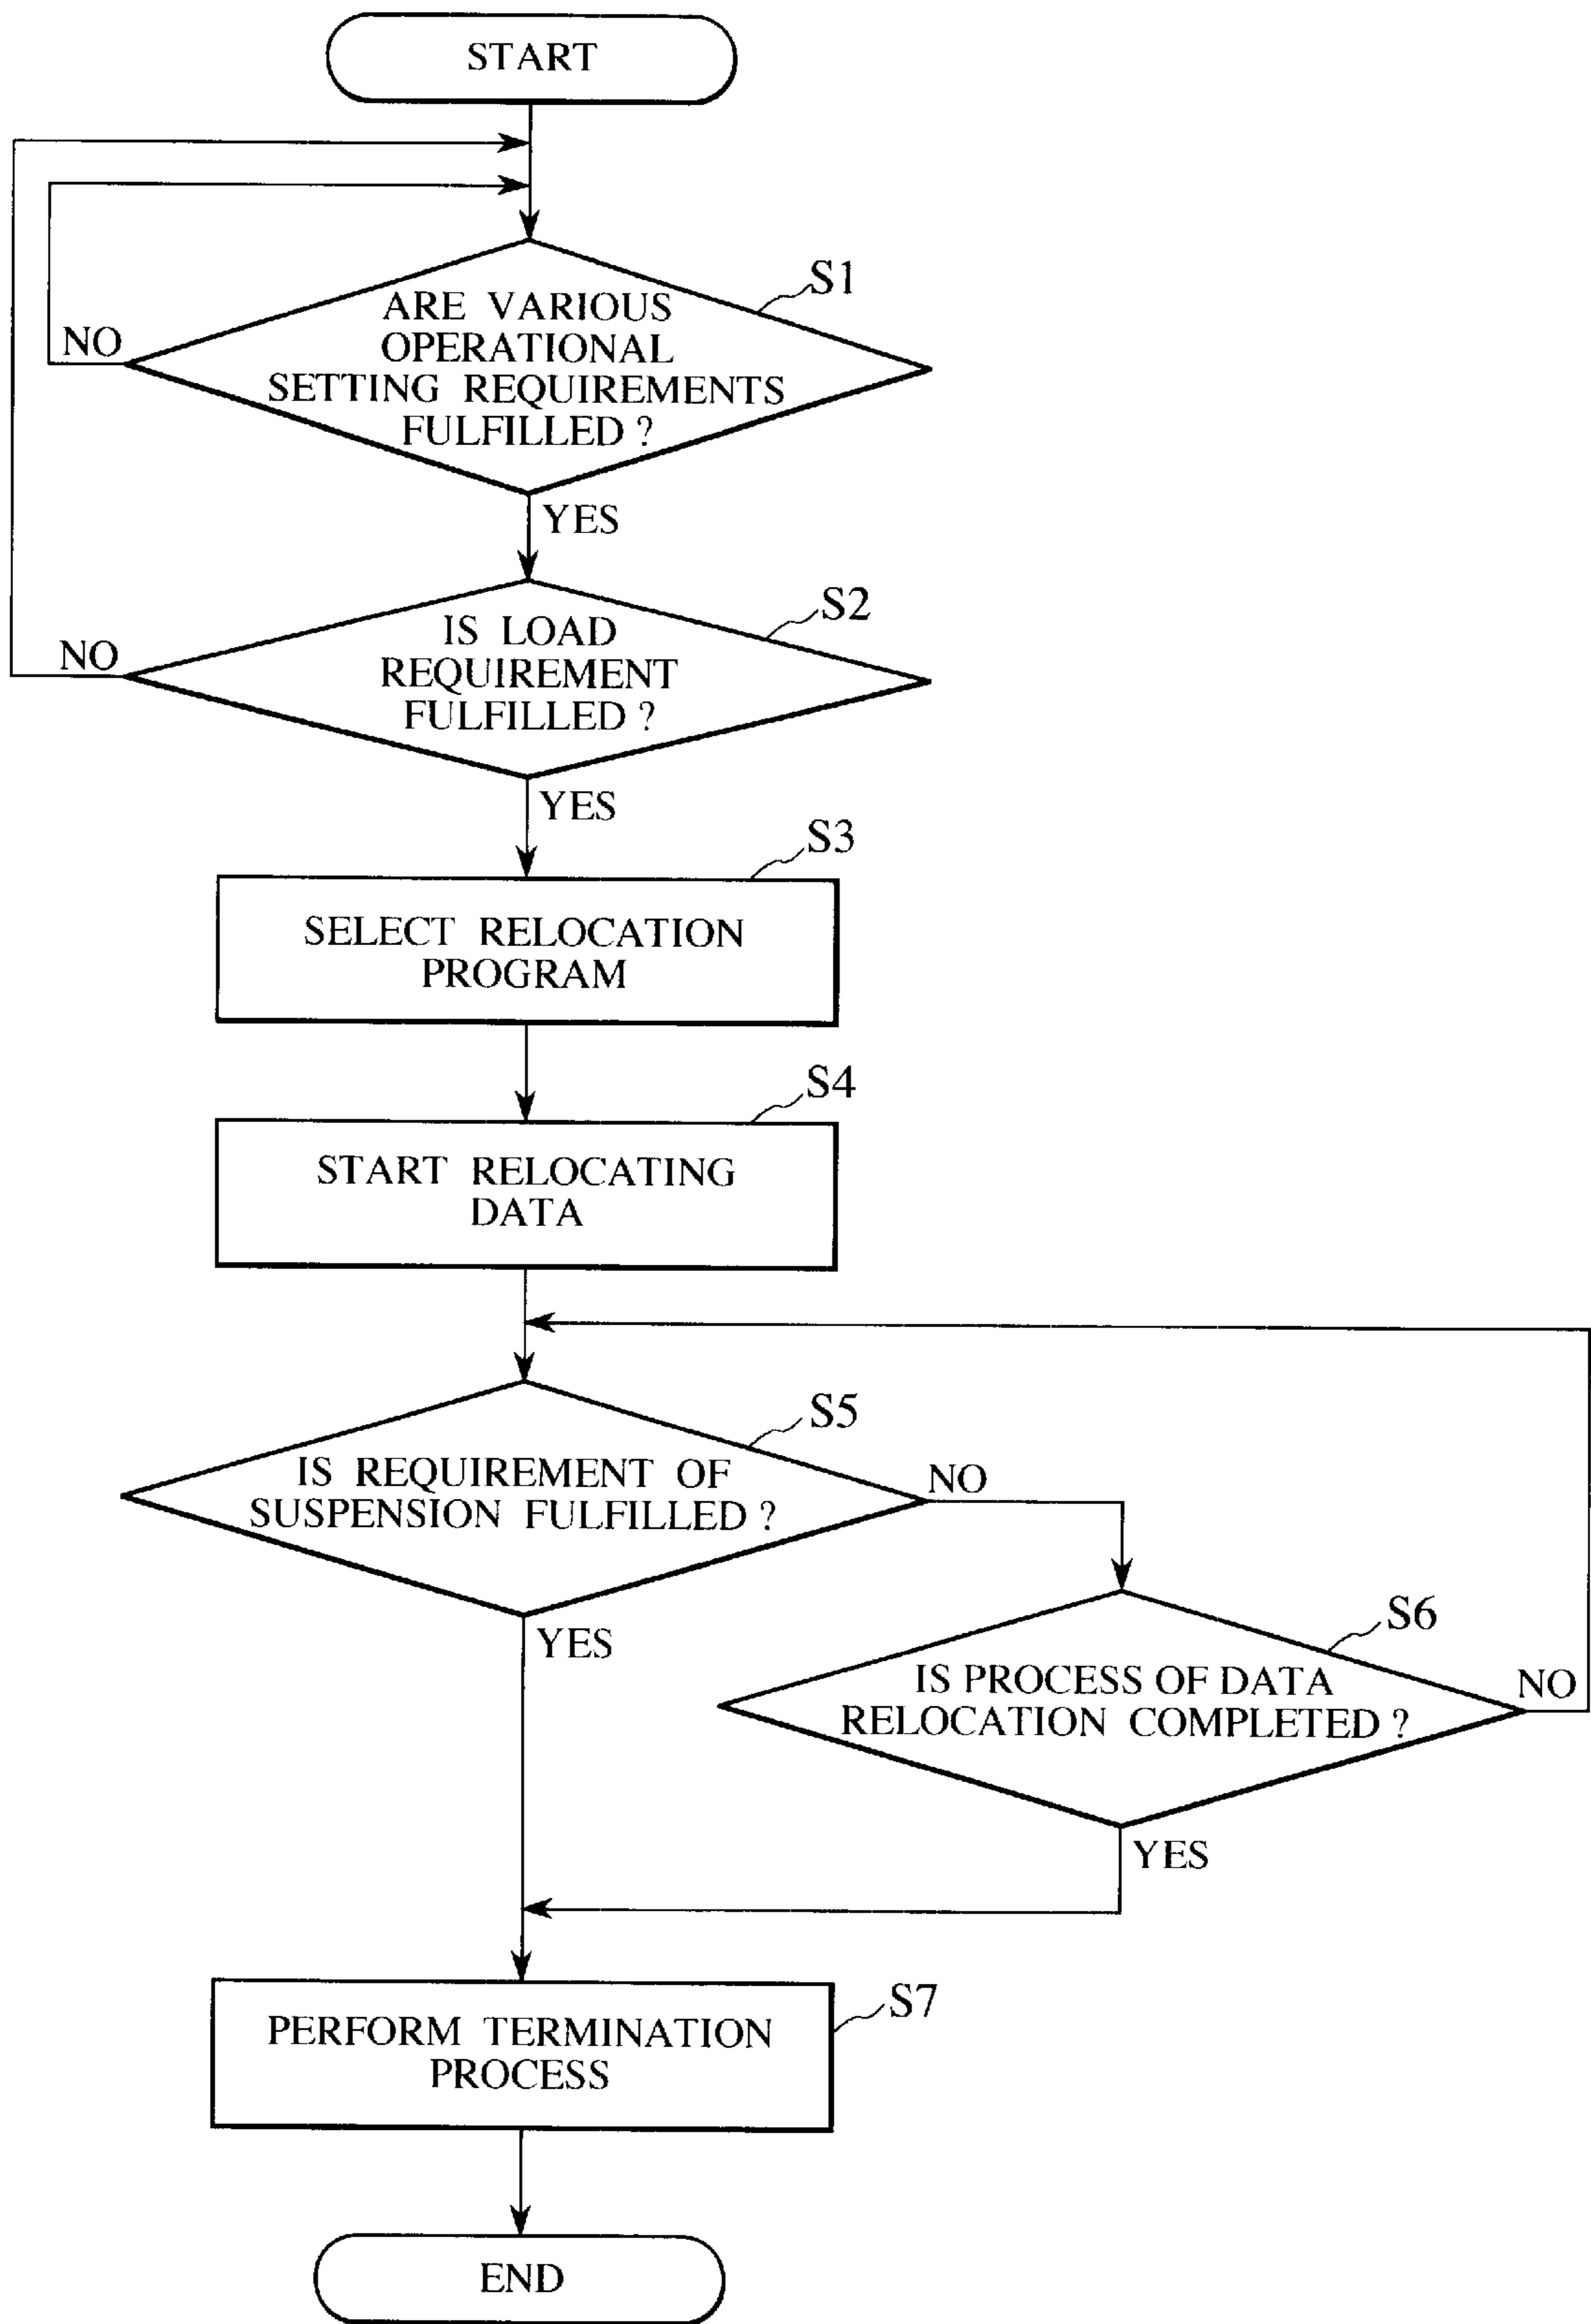 START
S1
ARE VARIOUS
OPERATIONAL
SETTING REQUIREMENTS
FULFILLED ?
NO
YES
S2
IS LOAD
REQUIREMENT
FULFILLED ?
NO
YES
S3
SELECT RELOCATION
PROGRAM
S4
START RELOCATING
DATA
S5
IS REQUIREMENT OF
SUSPENSION FULFILLED ?
NO
YES
S6
IS PROCESS OF DATA
RELOCATION COMPLETED ?
NO
YES
S7
PERFORM TERMINATION
PROCESS
END